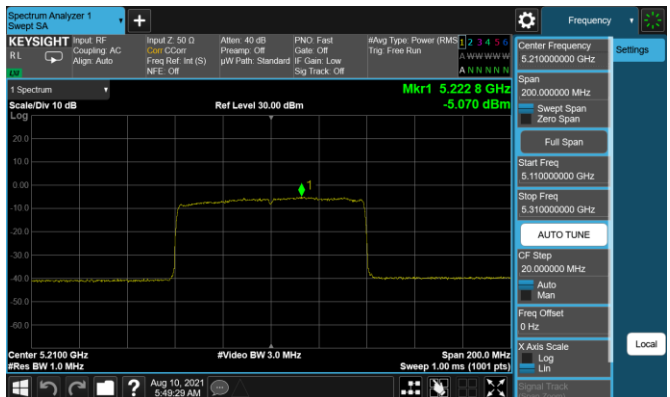 Spectrum Analyzer 1
Swept SA
+
Frequency
KEYSIGHT
RL
LXI
Input: RF
Coupling: AC
Align: Auto
Input Z: 50 Ω
Corr CCorr
Freq Ref: Int (S)
NFE: Off
Atten: 40 dB
Preamp: Off
µW Path: Standard
PNO: Fast
Gate: Off
IF Gain: Low
Sig Track: Off
#Avg Type: Power (RMS
Trig: Free Run
1 2 3 4 5 6
A W W W W W
A N N N N N
1 Spectrum
Scale/Div 10 dB
Log
Ref Level 30.00 dBm
Mkr1 5.222 8 GHz
-5.070 dBm
20.0
10.0
0.00
-10.0
-20.0
-30.0
-40.0
-50.0
-60.0
1
Center 5.2100 GHz
#Res BW 1.0 MHz
#Video BW 3.0 MHz
Span 200.0 MHz
Sweep 1.00 ms (1001 pts)
?
Aug 10, 2021
5:49:29 AM
Center Frequency
5.210000000 GHz
Span
200.000000 MHz
Swept Span
Zero Span
Full Span
Start Freq
5.110000000 GHz
Stop Freq
5.310000000 GHz
AUTO TUNE
CF Step
20.000000 MHz
Auto
Man
Freq Offset
0 Hz
X Axis Scale
Log
Lin
Signal Track
Settings
Local